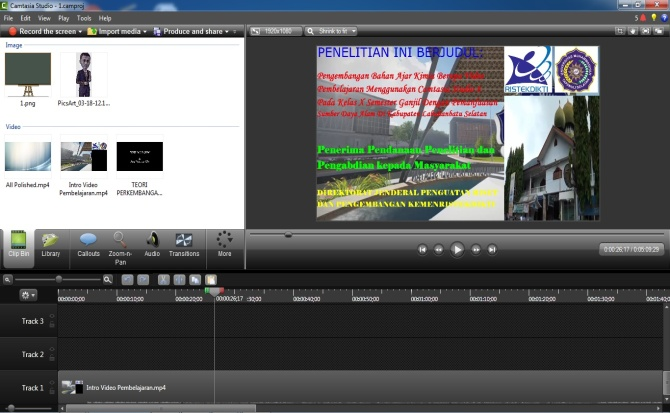 Camtasia Studio - 1.camproj
File Edit View Play Tools Help
5
Record the screen Import media Produce and share
1920x1080 Shrink to fit
Image
1.png
PicsArt_03-18-12.1...
Video
All Polished.mp4
Intro Video
Pembelajaran.mp4
TEORI
PERKEMBANGA...
PENELITIAN INI BERJUDUL:
Pengembangan Bahan Ajar Kimia
Pembelajaran Menggunakan Camtasia
Pada Kelas X Semester Ganjil Dengan Pemanfaatan
Sumber Daya Alam Di Kabupaten Labuhanbatu Selatan
Penerima Pendanaan Penelitian dan
Pengabdian kepada Masyarakat
DIREKTORAT JENDERAL PENGUATAN RISET
DAN PENGEMBANGAN
RISTEKDIKTI
Clip Bin
Library
Callouts
Zoom-n-
Pan
Audio
Transitions
More
0:00:26;17 / 0:05:09;29
00:00:00;00 00:00:10;00 00:00:20;00 00:00:26;17 :30;00 00:00:40;00 00:00:50;00 00:01:00;00 00:01:10;00 00:01:20;00 00:01:30;00 00:01:40;0
Track 3
Track 2
Track 1
Intro Video Pembelajaran.mp4